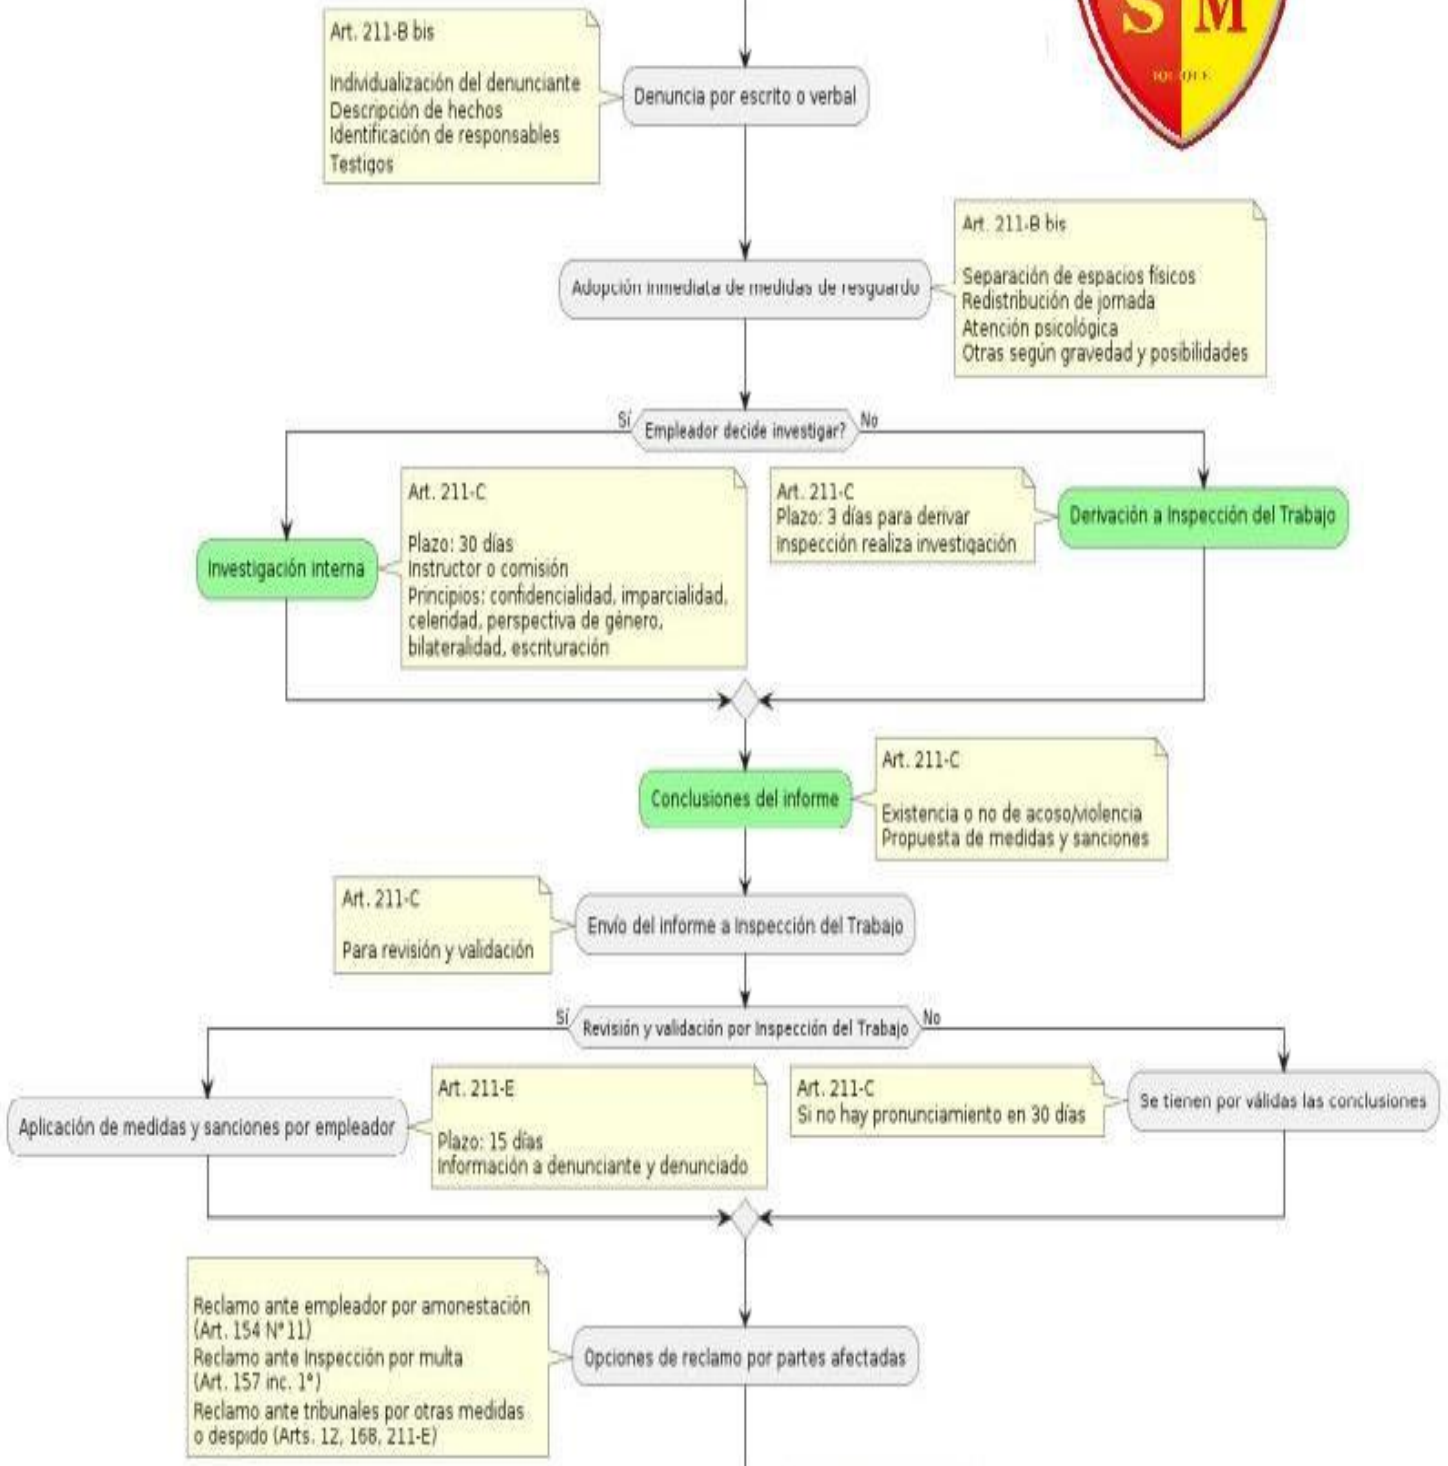 S M
IQUIQUE
Art. 211-B bis
Individualización del denunciante
Descripción de hechos
Identificación de responsables
Testigos
Denuncia por escrito o verbal
Art. 211-B bis
Separación de espacios físicos
Redistribución de jornada
Atención psicológica
Otras según gravedad y posibilidades
Adopción inmediata de medidas de resguardo
Sí
Empleador decide investigar?
No
Art. 211-C
Plazo: 30 días
Instructor o comisión
Principios: confidencialidad, imparcialidad,
celeridad, perspectiva de género,
bilateralidad, escrituración
Investigación interna
Art. 211-C
Plazo: 3 días para derivar
Inspección realiza investigación
Derivación a Inspección del Trabajo
Conclusiones del informe
Art. 211-C
Existencia o no de acoso/violencia
Propuesta de medidas y sanciones
Art. 211-C
Para revisión y validación
Envío del informe a Inspección del Trabajo
Sí
Revisión y validación por Inspección del Trabajo
No
Aplicación de medidas y sanciones por empleador
Art. 211-E
Plazo: 15 días
Información a denunciante y denunciado
Art. 211-C
Si no hay pronunciamiento en 30 días
Se tienen por válidas las conclusiones
Reclamo ante empleador por amonestación
(Art. 154 N°11)
Reclamo ante Inspección por multa
(Art. 157 inc. 1°)
Reclamo ante tribunales por otras medidas
o despido (Arts. 12, 168, 211-E)
Opciones de reclamo por partes afectadas